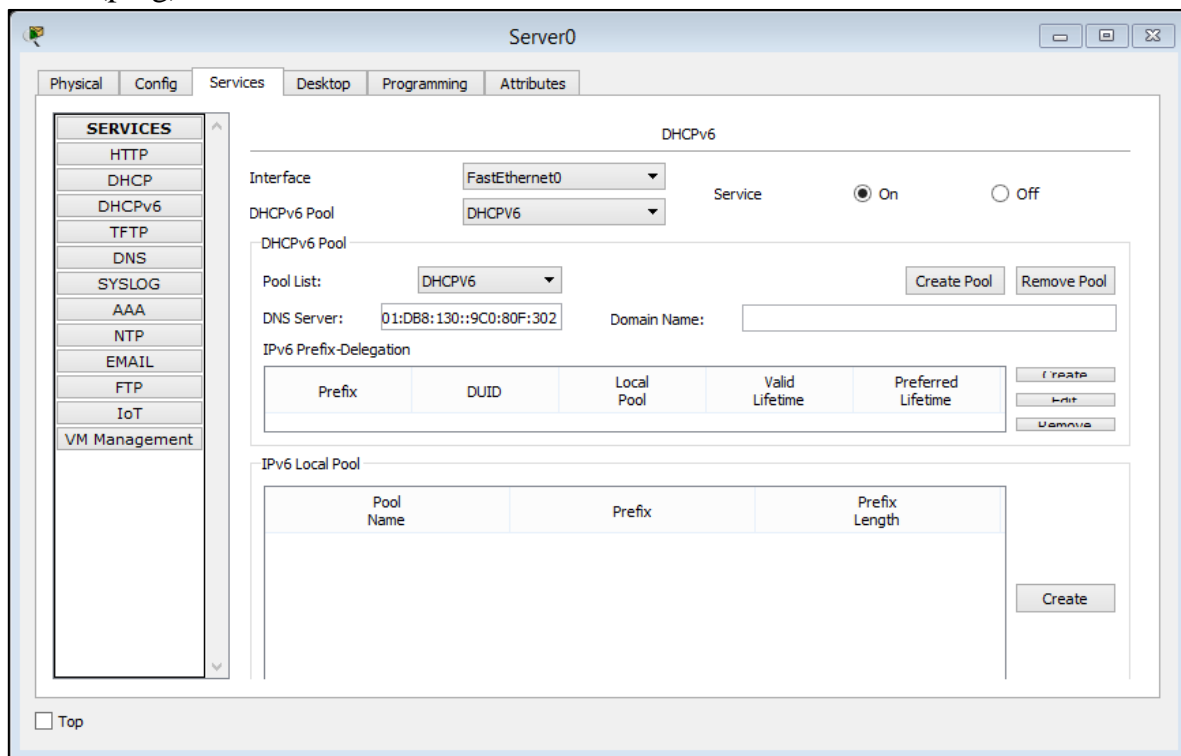 Server0
Physical Config Services Desktop Programming Attributes
SERVICES
HTTP
DHCP
DHCPv6
TFTP
DNS
SYSLOG
AAA
NTP
EMAIL
FTP
IoT
VM Management
DHCPv6
Interface FastEthernet0
Service On Off
DHCPv6 Pool DHCPV6
DHCPv6 Pool
Pool List: DHCPV6 Create Pool Remove Pool
DNS Server: 01:DB8:130::9C0:80F:302 Domain Name:
IPv6 Prefix-Delegation
Prefix DUID Local Pool Valid Lifetime Preferred Lifetime
Create
Edit
Remove
IPv6 Local Pool
Pool Name Prefix Prefix Length
Create
Top